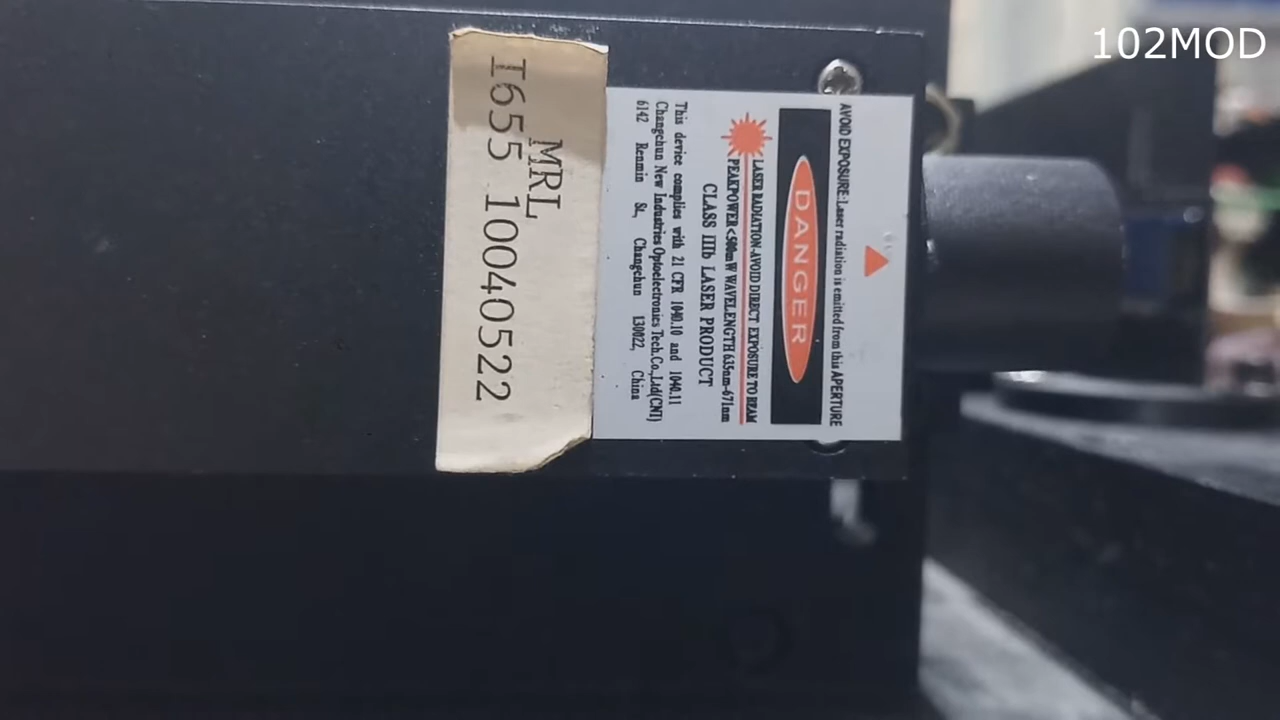 102MOD
AVOID EXPOSURE:Laser radiation is emitted from this APERTURE
DANGER
LASER RADIATION-AVOID DIRECT EXPOSURE TO BEAM
PEAKPOWER<500mW WAVELENGTH 635nm-671nm
CLASS IIIb LASER PRODUCT
This device complies with 21 CFR 1040.10 and 1040.11
Changchun New Industries Optoelectronics Tech.Co.,Ltd(CNI)
6142 Renmin St, Changchun 130022, China
MRL
I655 10040522